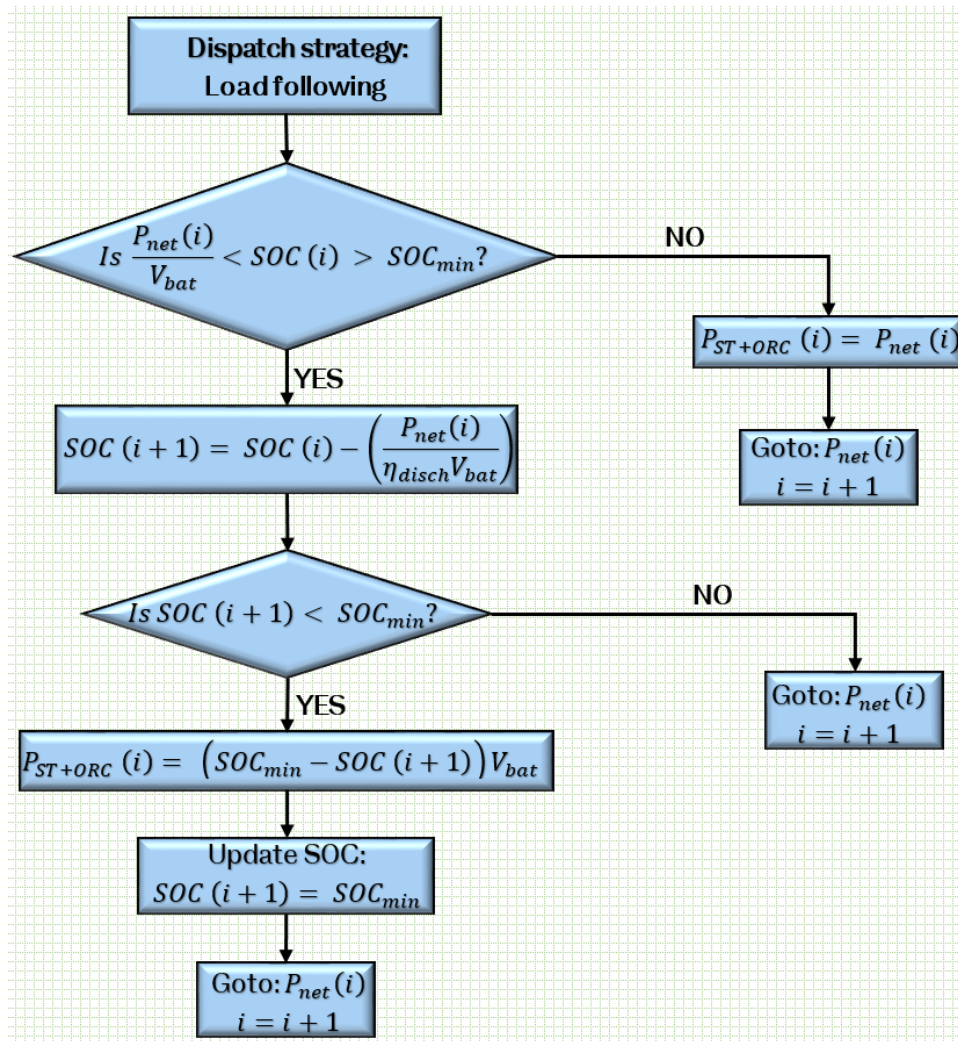 Dispatch strategy:
Load following
Is P_net(i)/V_bat < SOC (i) > SOC_min?
NO
P_ST+ORC (i) = P_net (i)
Goto: P_net(i)
i = i + 1
YES
SOC (i + 1) = SOC (i) − (P_net(i)/η_disch V_bat)
Is SOC (i + 1) < SOC_min?
NO
Goto: P_net(i)
i = i + 1
YES
P_ST+ORC (i) = (SOC_min − SOC (i + 1))V_bat
Update SOC:
SOC (i + 1) = SOC_min
Goto: P_net(i)
i = i + 1